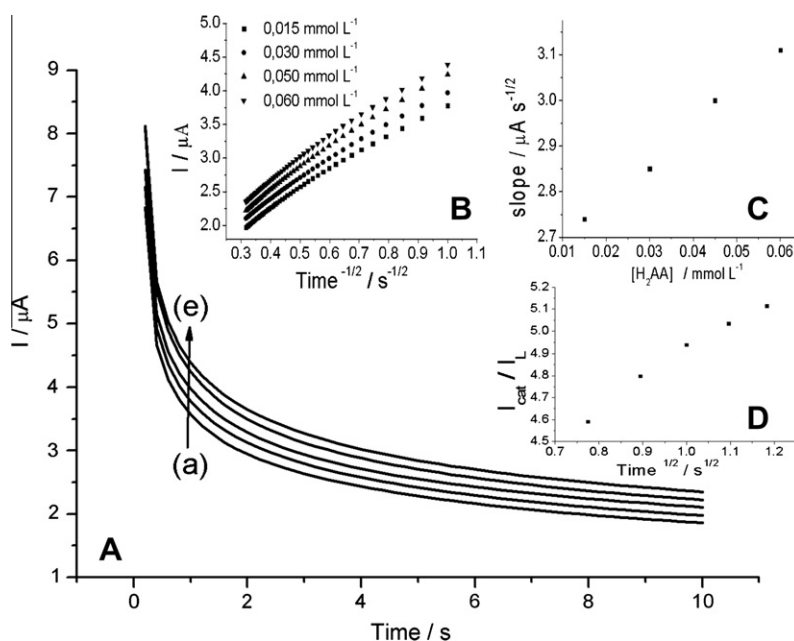 I / μA
9
8
7
6
5
4
3
2
1
0
2
4
6
8
10
Time / s
A
(e)
(a)
I / μA
5.0
4.5
4.0
3.5
3.0
2.5
2.0
0,015 mmol L⁻¹
0,030 mmol L⁻¹
0,050 mmol L⁻¹
0,060 mmol L⁻¹
B
0.3 0.4 0.5 0.6 0.7 0.8 0.9 1.0 1.1
Time⁻¹/² / s⁻¹/²
slope / μA s⁻¹/²
3.1
3.0
2.9
2.8
2.7
C
0.01 0.02 0.03 0.04 0.05 0.06
[H₂AA] / mmol L⁻¹
I_cat / I_L
5.2
5.1
5.0
4.9
4.8
4.7
4.6
4.5
D
0.7 0.8 0.9 1.0 1.1 1.2
Time ¹/² / s¹/²